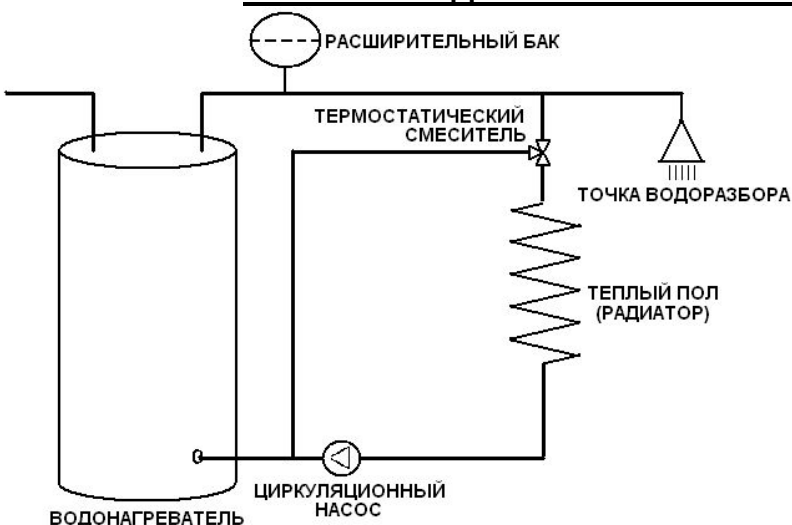 РАСШИРИТЕЛЬНЫЙ БАК
ТЕРМОСТАТИЧЕСКИЙ
СМЕСИТЕЛЬ
ТОЧКА ВОДОРАЗБОРА
ТЕПЛЫЙ ПОЛ
(РАДИАТОР)
ЦИРКУЛЯЦИОННЫЙ
НАСОС
ВОДОНАГРЕВАТЕЛЬ